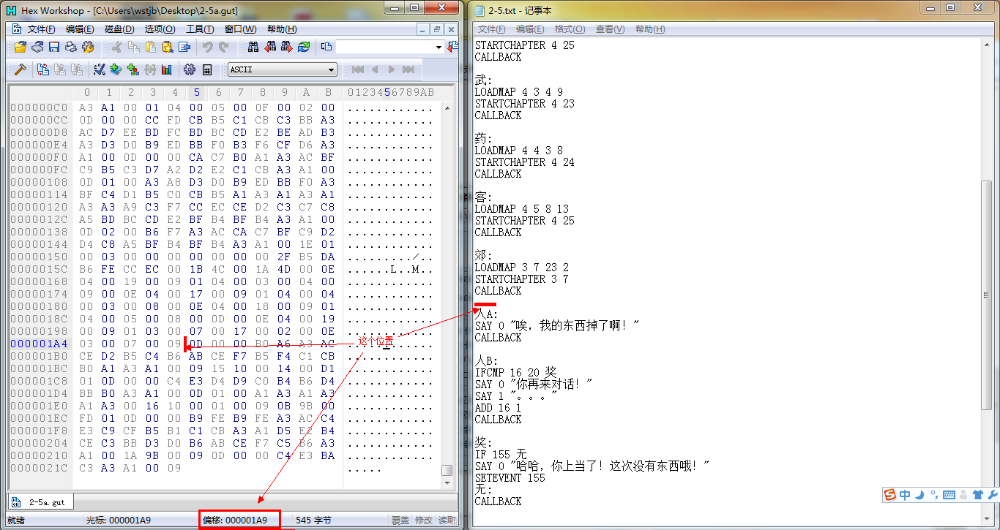 Hex Workshop - [C:\Users\wstjb\Desktop\2-5a.gut]
文件(F) 编辑(E) 磁盘(D) 选项(O) 工具(T) 窗口(W) 帮助(H)
ASCII
0 1 2 3 4 5 6 7 8 9 A B 0123456789AB
000000C0 A3 A1 00 01 04 00 05 00 0F 00 02 00 ............
000000CC 0D 00 00 CC FD CB B5 C1 CB C3 BB A3 ............
000000D8 AC D7 EE BD FC BD BC CD E2 BE AD B3 ............
000000E4 A3 D3 D0 B9 ED BB F0 B3 F6 CF D6 A3 ............
000000F0 A1 00 0D 00 00 CA C7 B0 A1 A3 AC BF ............
000000FC C9 B5 C3 D7 A2 D2 E2 C1 CB A3 A1 00 ............
00000108 0D 01 00 A3 A8 D3 D0 B9 ED BB F0 A3 ............
00000114 BF C4 D1 B5 C0 CB B5 A1 A3 A1 A3 A1 ............
00000120 A3 A3 A9 C3 F7 CC EC CE D2 C3 C7 C8 ............
0000012C A5 BD BC CD E2 BF B4 BF B4 A3 A1 00 ............
00000138 0D 02 00 B6 F7 A3 AC CA C7 BF C9 D2 ............
00000144 D4 C8 A5 BF B4 BF B4 A3 A1 00 1E 01 ............
00000150 00 03 00 00 00 00 00 00 00 2F B5 DA ........./..
0000015C B6 FE CC EC 00 1B 4C 00 1A 4D 00 0E ......L..M..
00000168 04 00 19 00 09 01 04 00 03 00 04 00 ............
00000174 09 00 0E 04 00 17 00 09 01 04 00 04 ............
00000180 00 03 00 08 00 0E 04 00 18 00 09 01 ............
0000018C 04 00 05 00 08 00 0D 00 0E 04 00 19 ............
00000198 00 09 01 03 00 07 00 17 00 02 00 0E ............
000001A4 03 00 07 00 09 0D 00 00 B0 A6 A3 AC ............
这个位置
000001B0 CE D2 B5 C4 B6 AB CE F7 B5 F4 C1 CB ............
000001BC B0 A1 A3 A1 00 09 15 10 00 14 00 D1 ............
000001C8 01 0D 00 00 C4 E3 D4 D9 C0 B4 B6 D4 ............
000001D4 BB B0 A3 A1 00 0D 01 00 A1 A3 A1 A3 ............
000001E0 A1 A3 00 16 10 00 01 00 09 0B 9B 00 ............
000001EC FD 01 0D 00 00 B9 FE B9 FE A3 AC C4 ............
000001F8 E3 C9 CF B5 B1 C1 CB A3 A1 D5 E2 B4 ............
00000204 CE C3 BB D3 D0 B6 AB CE F7 C5 B6 A3 ............
00000210 A1 00 1A 9B 00 09 0D 00 00 C4 E3 BA ............
0000021C C3 A3 A1 00 09 .....
2-5a.gut
就绪 光标: 000001A9 偏移: 000001A9 545 字节 覆盖 修改 读取
2-5.txt - 记事本
文件(F) 编辑(E) 格式(O) 查看(V) 帮助(H)
STARTCHAPTER 4 25
CALLBACK
武:
LOADMAP 4 3 4 9
STARTCHAPTER 4 23
CALLBACK
药:
LOADMAP 4 4 3 8
STARTCHAPTER 4 24
CALLBACK
客:
LOADMAP 4 5 8 13
STARTCHAPTER 4 25
CALLBACK
郊:
LOADMAP 3 7 23 2
STARTCHAPTER 3 7
CALLBACK
人A:
SAY 0 "唉，我的东西掉了啊！"
CALLBACK
人B:
IFCMP 16 20 奖
SAY 0 "你再来对话！"
SAY 1 "。。。"
ADD 16 1
CALLBACK
奖:
IF 155 无
SAY 0 "哈哈，你上当了！这次没有东西哦！"
SETEVENT 155
无:
CALLBACK
中